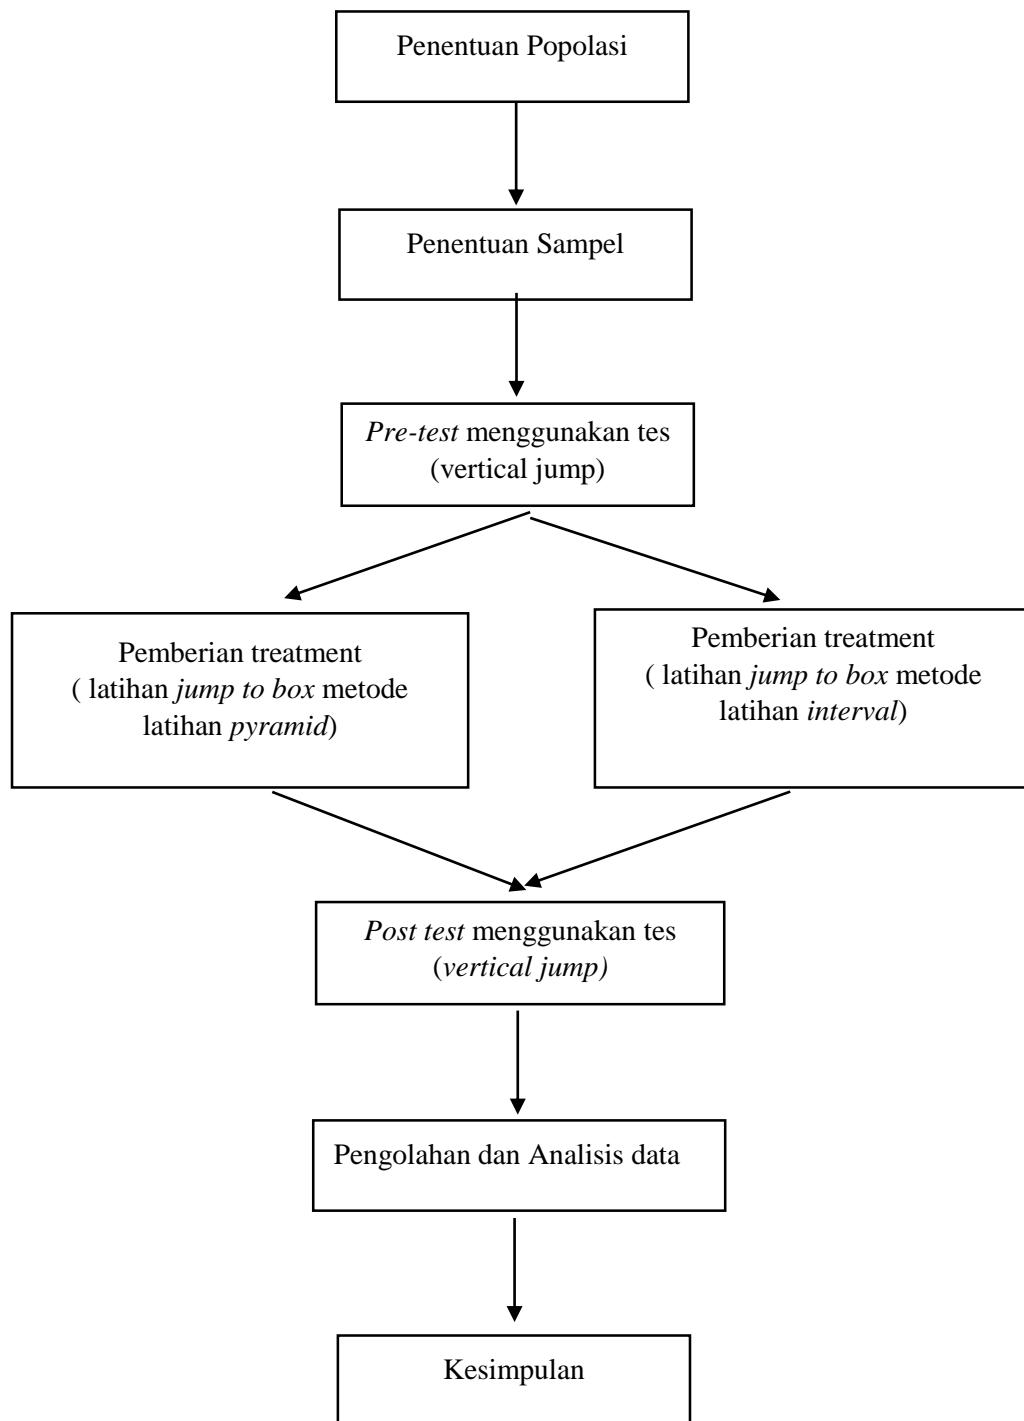 Penentuan Popolasi
Penentuan Sampel
Pre-test menggunakan tes
(vertical jump)
Pemberian treatment
( latihan jump to box metode
latihan pyramid)
Pemberian treatment
( latihan jump to box metode
latihan interval)
Post test menggunakan tes
(vertical jump)
Pengolahan dan Analisis data
Kesimpulan